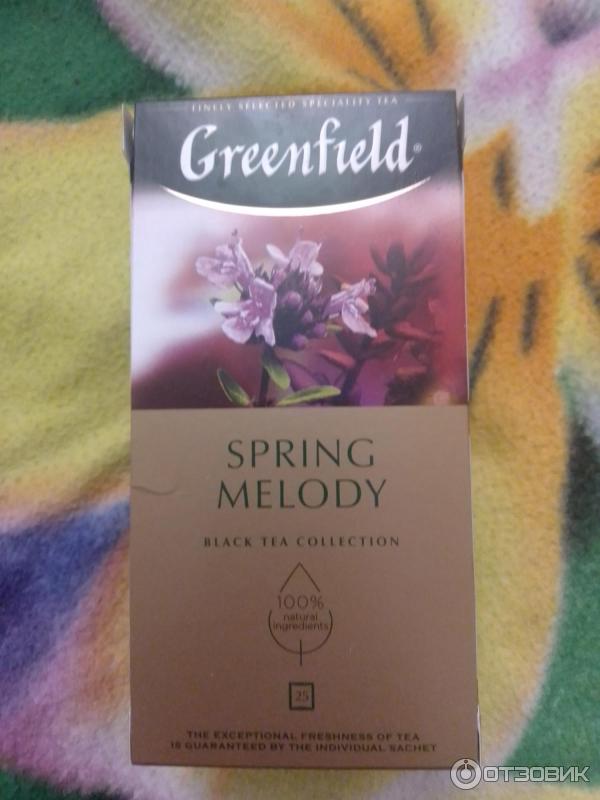 FINELY SELECTED SPECIALITY TEA
Greenfield®
SPRING
MELODY
BLACK TEA COLLECTION
100%
natural
ingredients
25
THE EXCEPTIONAL FRESHNESS OF TEA
IS GUARANTEED BY THE INDIVIDUAL SACHET
ОТЗОВИК